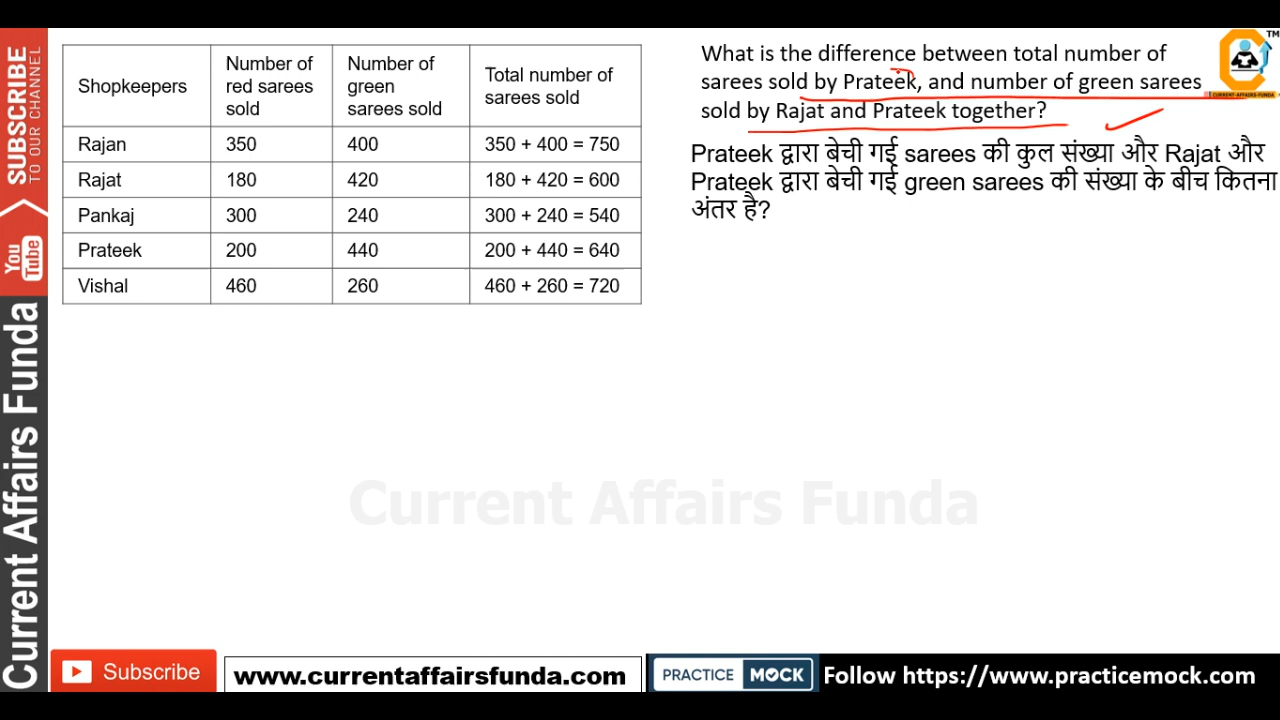 SUBSCRIBE
TO OUR CHANNEL
You
Tube
Current Affairs Funda
Shopkeepers
Number of
red sarees
sold
Number of
green
sarees sold
Total number of
sarees sold
Rajan 350 400 350 + 400 = 750
Rajat 180 420 180 + 420 = 600
Pankaj 300 240 300 + 240 = 540
Prateek 200 440 200 + 440 = 640
Vishal 460 260 460 + 260 = 720
What is the difference between total number of
sarees sold by Prateek, and number of green sarees
sold by Rajat and Prateek together?
Prateek द्वारा बेची गई sarees की कुल संख्या और Rajat और
Prateek द्वारा बेची गई green sarees की संख्या के बीच कितना
अंतर है?
TM
CURRENT-AFFAIRS-FUNDA
Current Affairs Funda
Subscribe
www.currentaffairsfunda.com
PRACTICE MOCK
Follow https://www.practicemock.com